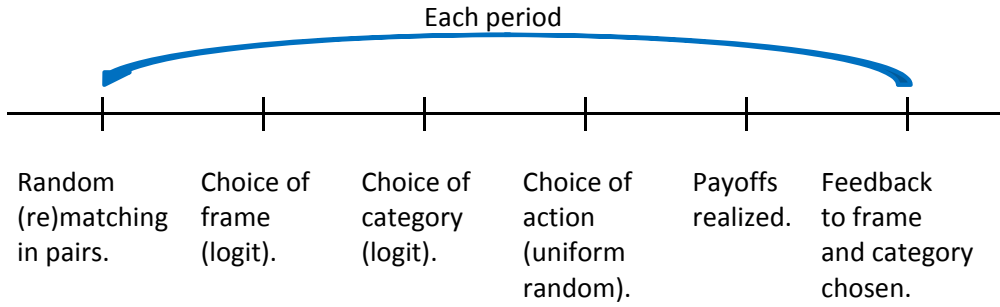 Each period
Random
(re)matching
in pairs.
Choice of
frame
(logit).
Choice of
category
(logit).
Choice of
action
(uniform
random).
Payoffs
realized.
Feedback
to frame
and category
chosen.